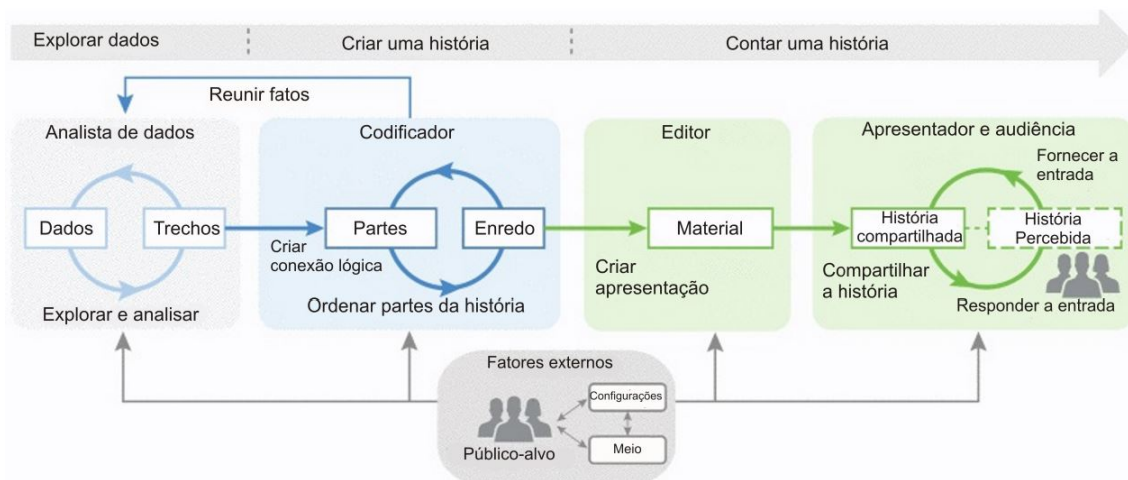 Explorar dados
Criar uma história
Contar uma história
Reunir fatos
Analista de dados
Codificador
Editor
Apresentador e audiência
Fornecer a
entrada
Dados
Trechos
Partes
Enredo
Material
História
compartilhada
História
Percebida
Criar
conexão lógica
Criar
apresentação
Compartilhar
a história
Explorar e analisar
Ordenar partes da história
Responder a entrada
Fatores externos
Configurações
Público-alvo
Meio